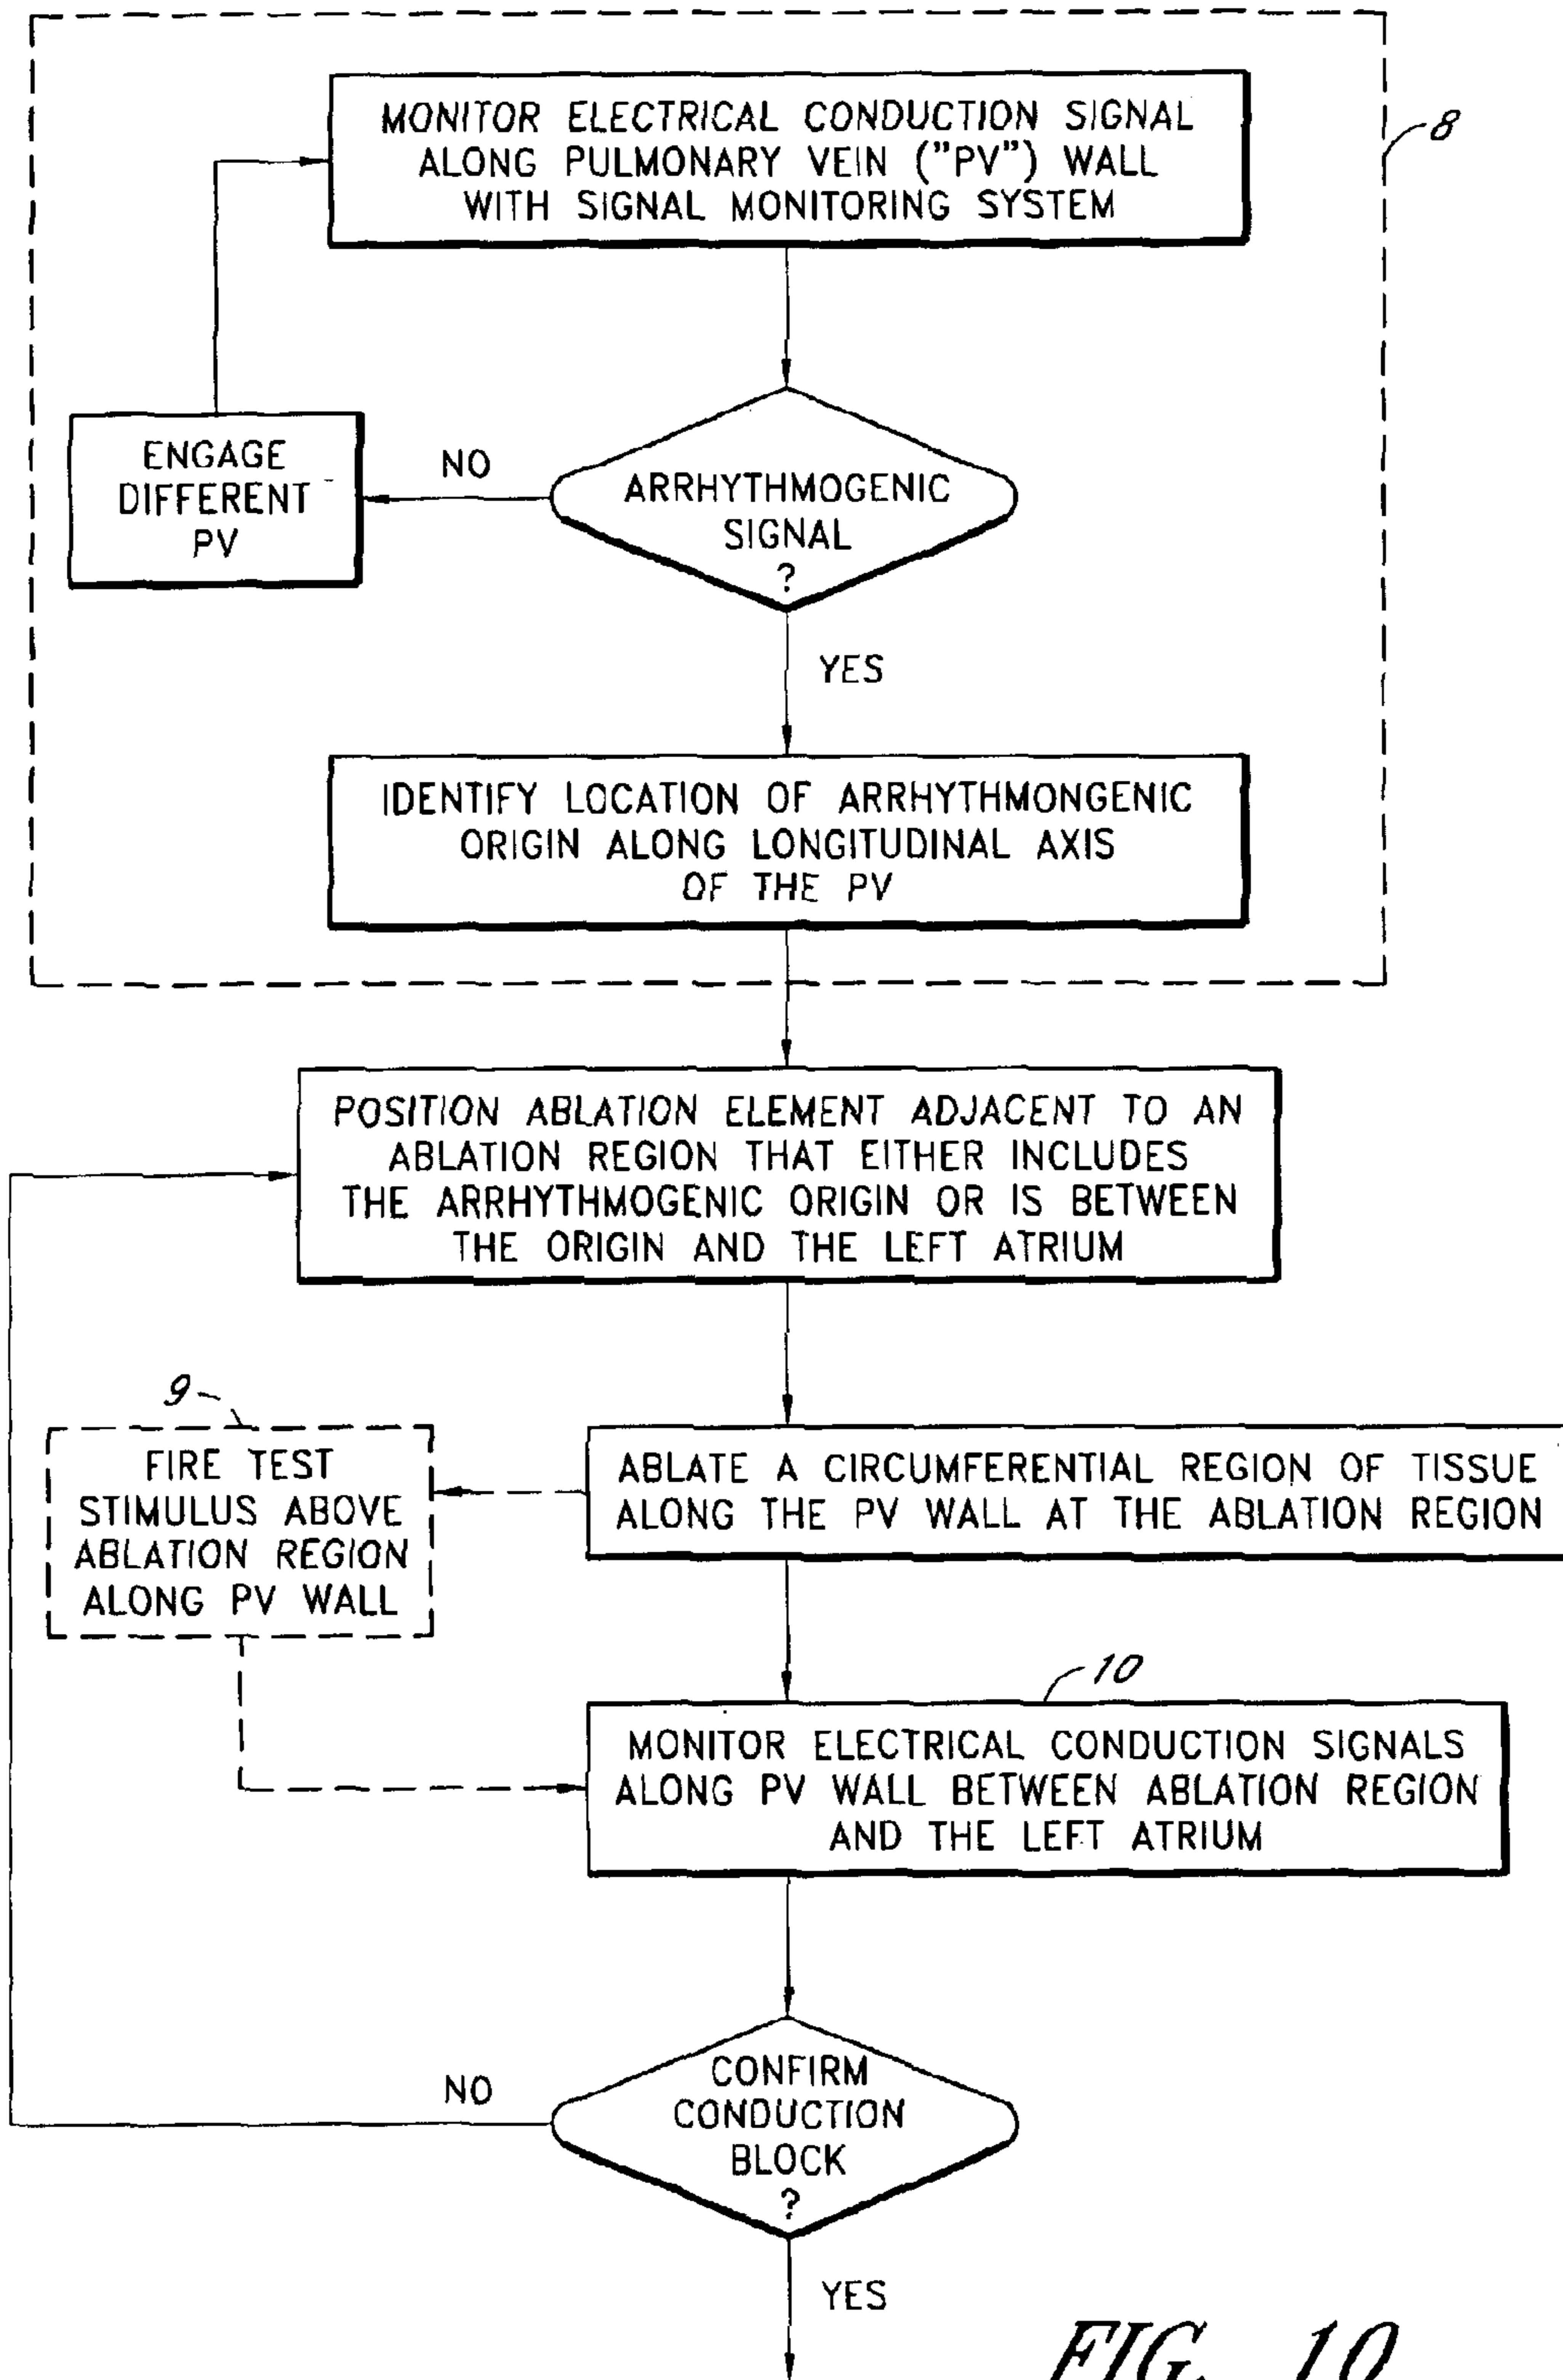 MONITOR ELECTRICAL CONDUCTION SIGNAL
ALONG PULMONARY VEIN ("PV") WALL
WITH SIGNAL MONITORING SYSTEM
8
ENGAGE
DIFFERENT
PV
NO
ARRHYTHMOGENIC
SIGNAL
?
YES
IDENTIFY LOCATION OF ARRHYTHMONGENIC
ORIGIN ALONG LONGITUDINAL AXIS
OF THE PV
POSITION ABLATION ELEMENT ADJACENT TO AN
ABLATION REGION THAT EITHER INCLUDES
THE ARRHYTHMOGENIC ORIGIN OR IS BETWEEN
THE ORIGIN AND THE LEFT ATRIUM
9
FIRE TEST
STIMULUS ABOVE
ABLATION REGION
ALONG PV WALL
ABLATE A CIRCUMFERENTIAL REGION OF TISSUE
ALONG THE PV WALL AT THE ABLATION REGION
10
MONITOR ELECTRICAL CONDUCTION SIGNALS
ALONG PV WALL BETWEEN ABLATION REGION
AND THE LEFT ATRIUM
NO
CONFIRM
CONDUCTION
BLOCK
?
YES
FIG. 10